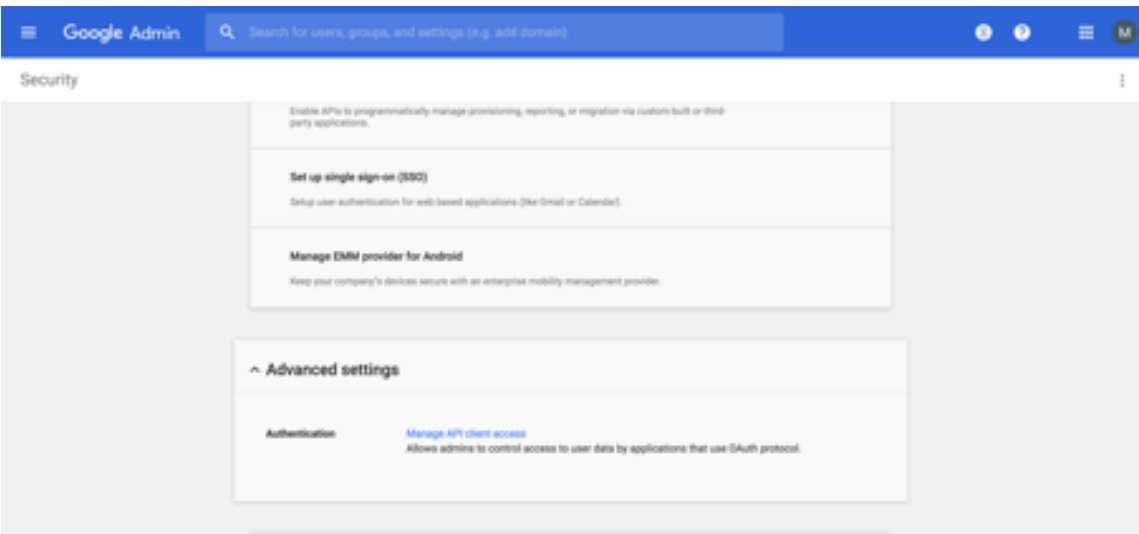 Google Admin
Search for users, groups, and settings (e.g. add domain)
M
Security
Enable APIs to programmatically manage provisioning, reporting, or migration via custom-built or third-
party applications.
Set up single sign-on (SSO)
Setup user authentication for web based applications (like Gmail or Calendar).
Manage EMM provider for Android
Keep your company's devices secure with an enterprise mobility management provider.
Advanced settings
Authentication
Manage API client access
Allows admins to control access to user data by applications that use OAuth protocol.